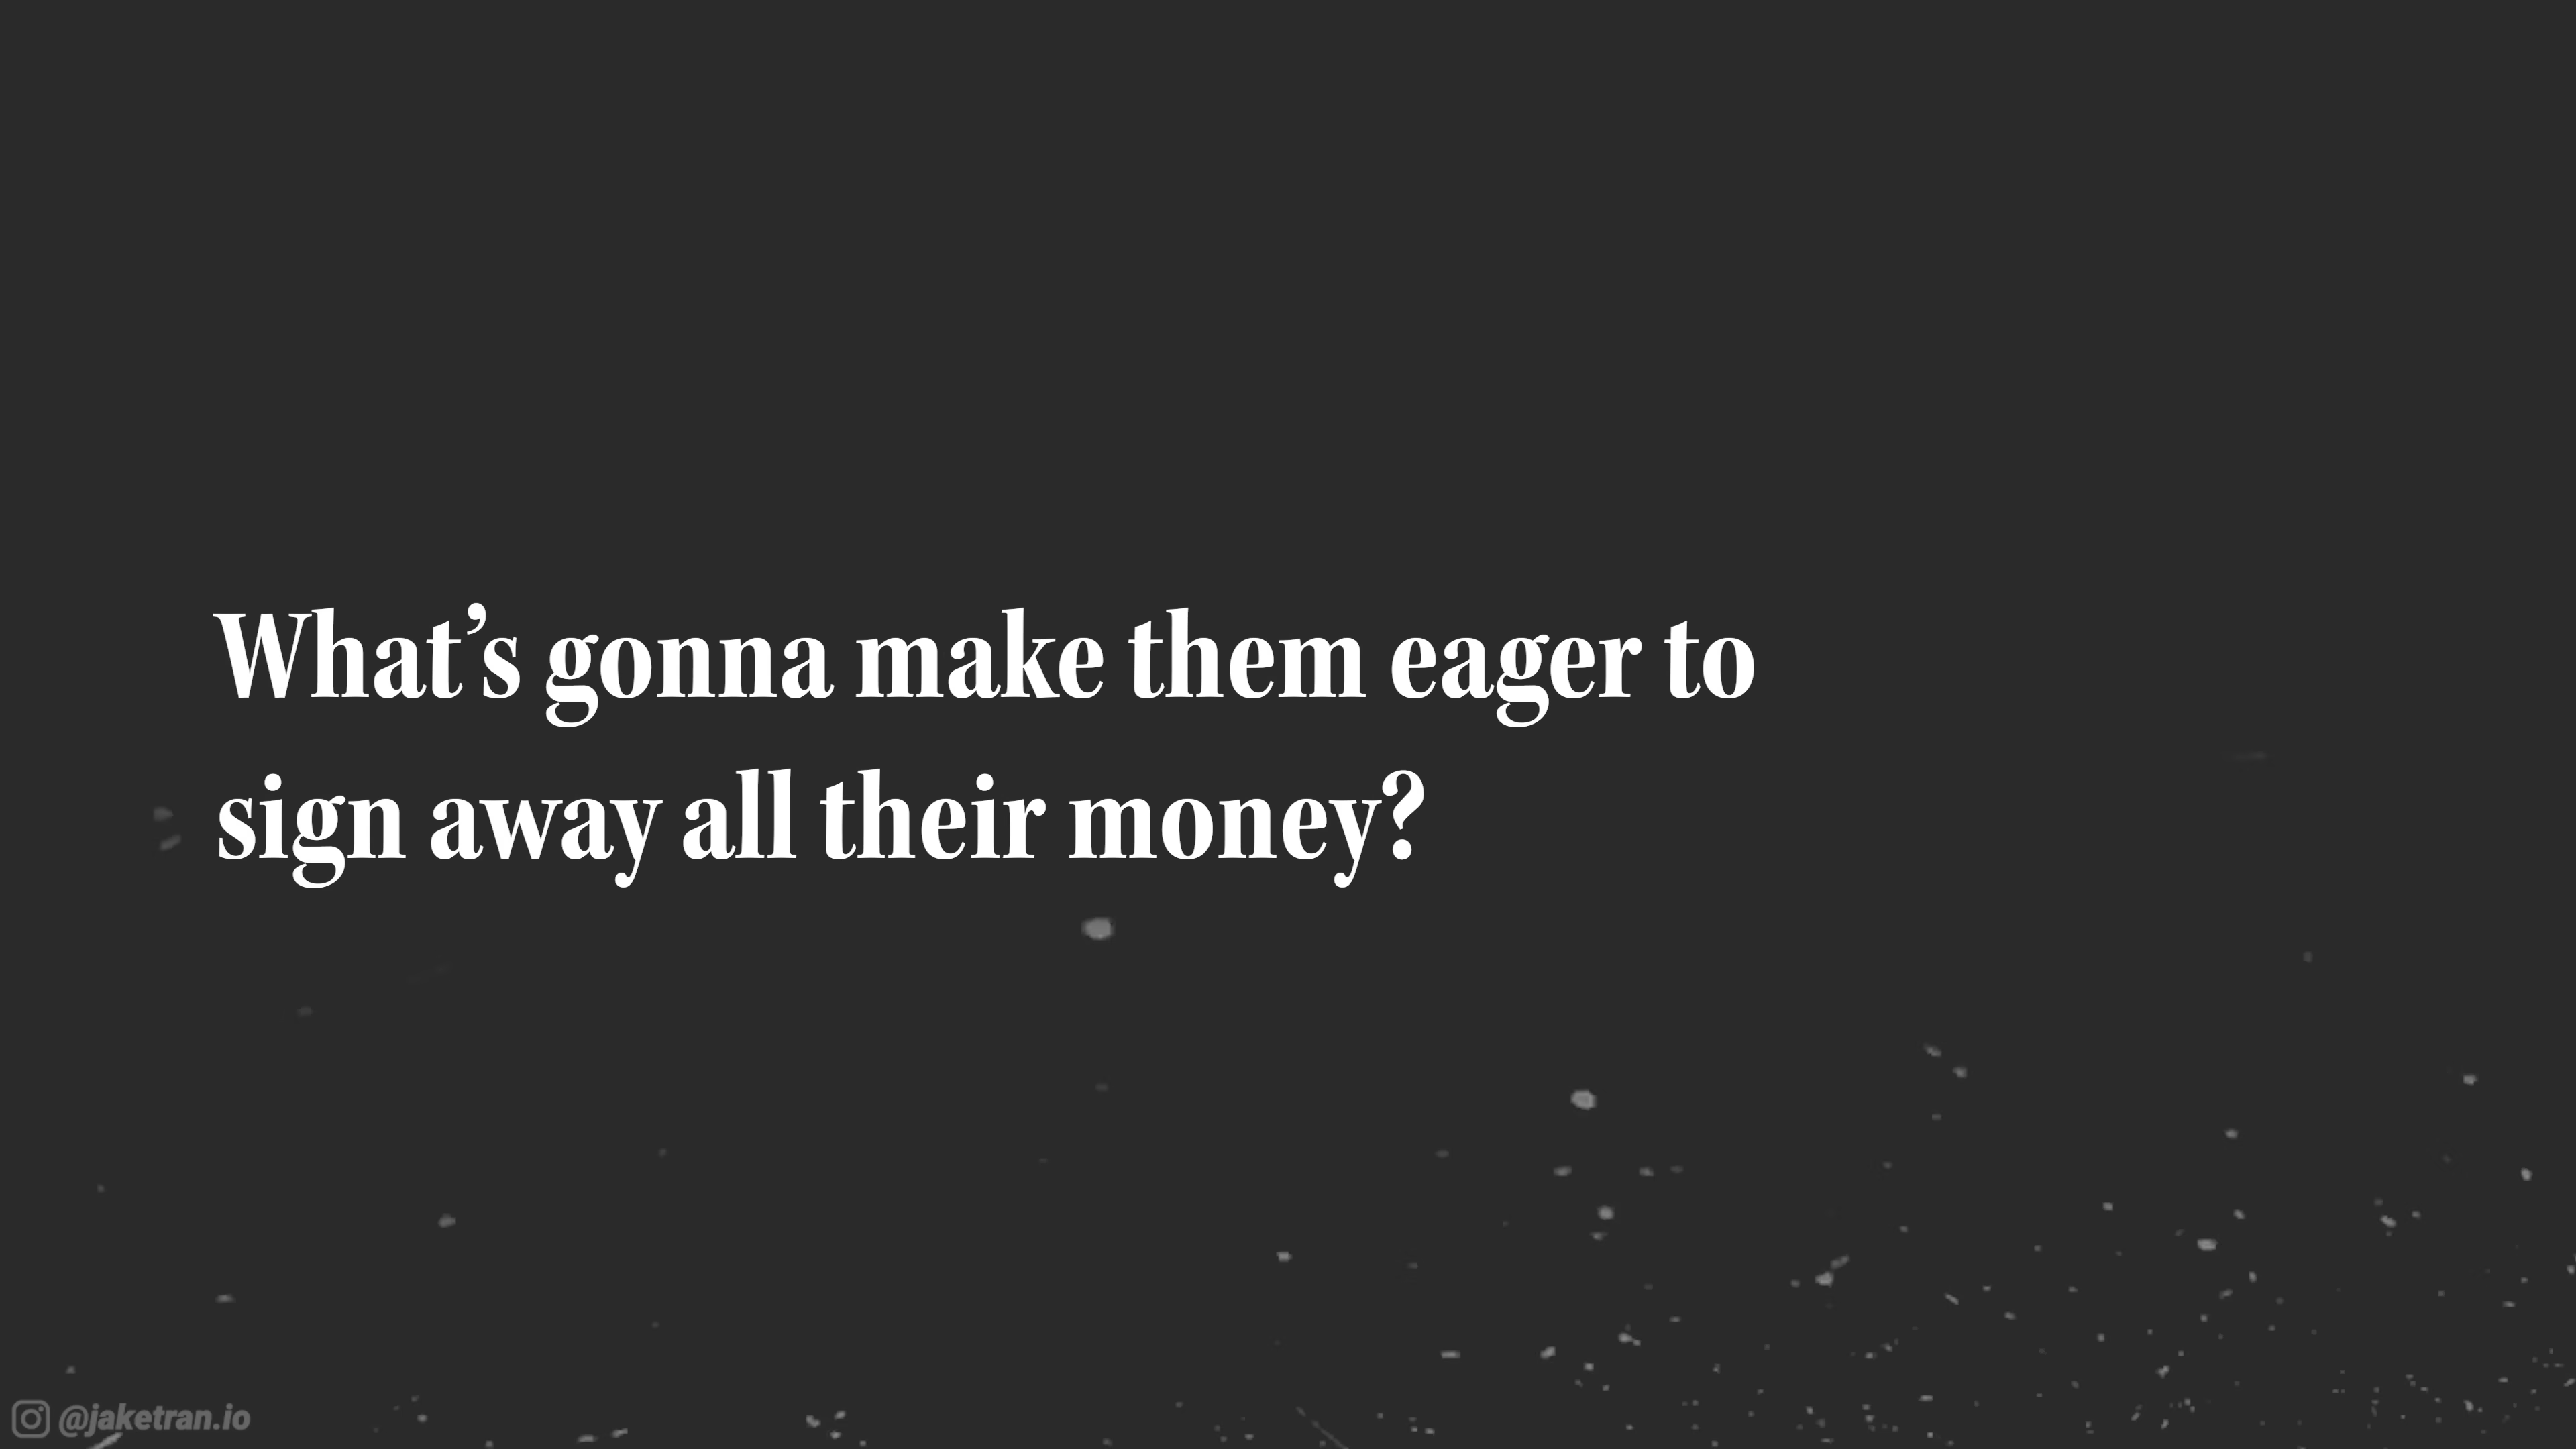 What’s gonna make them eager to
sign away all their money?
@jaketran.io